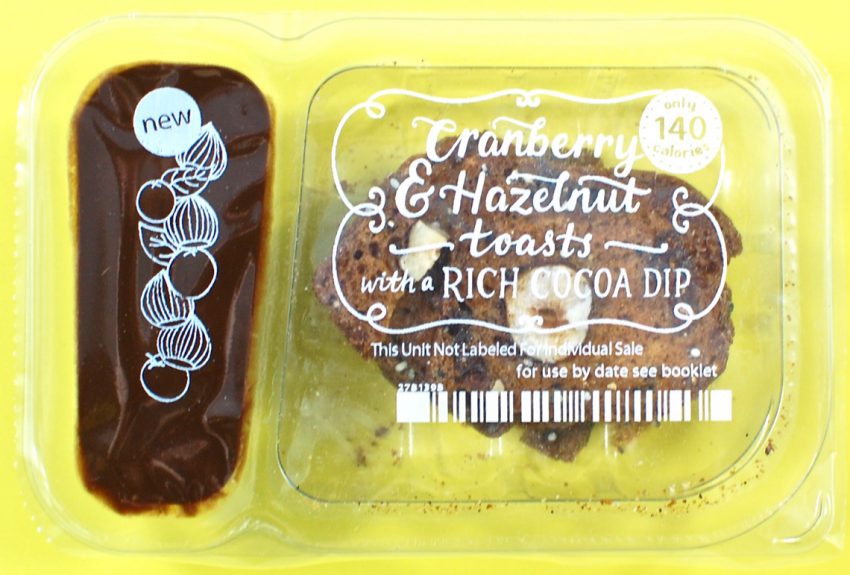 new
only
140
calories
Cranberry
& Hazelnut
toasts
with a RICH COCOA DIP
This Unit Not Labeled For Individual Sale
for use by date see booklet
2781398